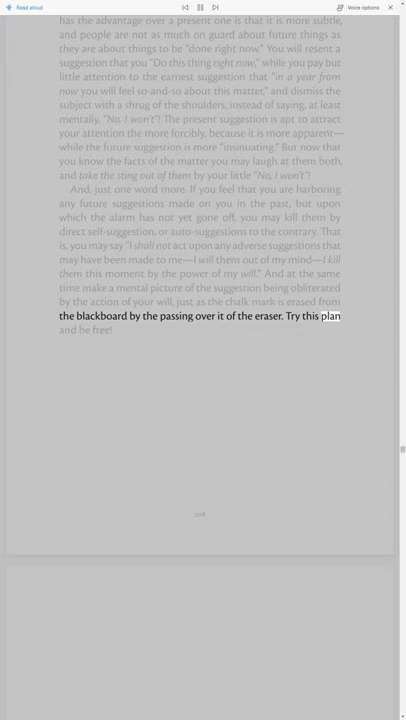 Read aloud
Voice options
has the advantage over a present one is that it is more subtle,
and people are not as much on guard about future things as
they are about things to be "done right now." You will resent a
suggestion that you "Do this thing right now," while you pay but
little attention to the earnest suggestion that "in a year from
now you will feel so-and-so about this matter," and dismiss the
subject with a shrug of the shoulders, instead of saying, at least
mentally, "No, I won't"! The present suggestion is apt to attract
your attention the more forcibly, because it is more apparent—
while the future suggestion is more "insinuating." But now that
you know the facts of the matter you may laugh at them both,
and take the sting out of them by your little "No, I won't"!
And, just one word more. If you feel that you are harboring
any future suggestions made on you in the past, but upon
which the alarm has not yet gone off, you may kill them by
direct self-suggestion, or auto-suggestions to the contrary. That
is, you may say "I shall not act upon any adverse suggestions that
may have been made to me—I will them out of my mind—I kill
them this moment by the power of my will." And at the same
time make a mental picture of the suggestion being obliterated
by the action of your will, just as the chalk mark is erased from
the blackboard by the passing over it of the eraser. Try this plan
and be free!